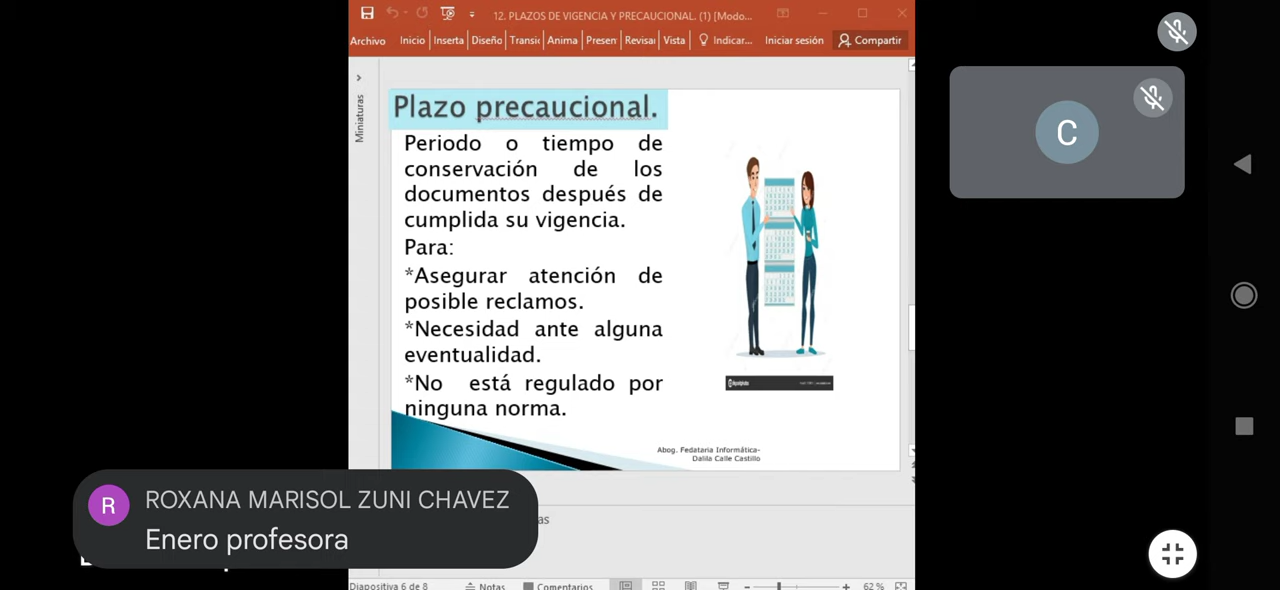 12. PLAZOS DE VIGENCIA Y PRECAUCIONAL. (1) [Modo...
Archivo Inicio Inserta Diseño Transic Anima Presen Revisa Vista Indicar... Iniciar sesión Compartir
Miniaturas
Plazo precaucional.
Periodo o tiempo de
conservación de los
documentos después de
cumplida su vigencia.
Para:
*Asegurar atención de
posible reclamos.
*Necesidad ante alguna
eventualidad.
*No está regulado por
ninguna norma.
Abog. Fedataria Informática-
Dalila Calle Castillo
C
R
ROXANA MARISOL ZUNI CHAVEZ
Enero profesora
as
Diapositiva 6 de 8 Notas Comentarios 62 %